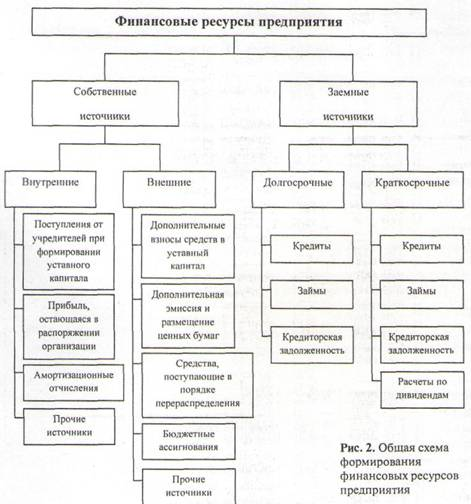 Финансовые ресурсы предприятия
Собственные
источники
Заемные
источники
Внутренние
Внешние
Долгосрочные
Краткосрочные
Поступления от
учредителей при
формировании
уставного
капитала
Прибыль,
остающаяся в
распоряжении
организации
Амортизационные
отчисления
Прочие
источники
Дополнительные
взносы средств в
уставный
капитал
Дополнительная
эмиссия и
размещение
ценных бумаг
Средства,
поступающие в
порядке
перераспределения
Бюджетные
ассигнования
Прочие
источники
Кредиты
Займы
Кредиторская
задолженность
Кредиты
Займы
Кредиторская
задолженность
Расчеты по
дивидендам
Рис. 2. Общая схема
формирования
финансовых ресурсов
предприятия